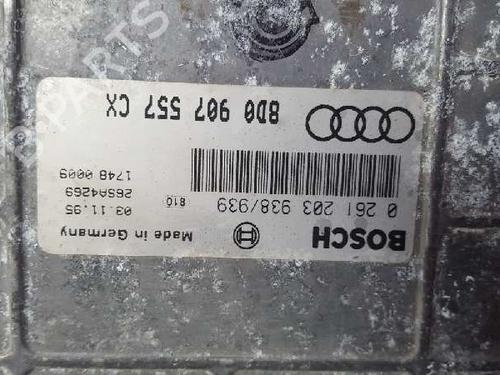 BOSCH
Made in Germany
0 261 203 938/939
03.11.95
26SA4269
810
1748 0009
8D0 907 557 CX